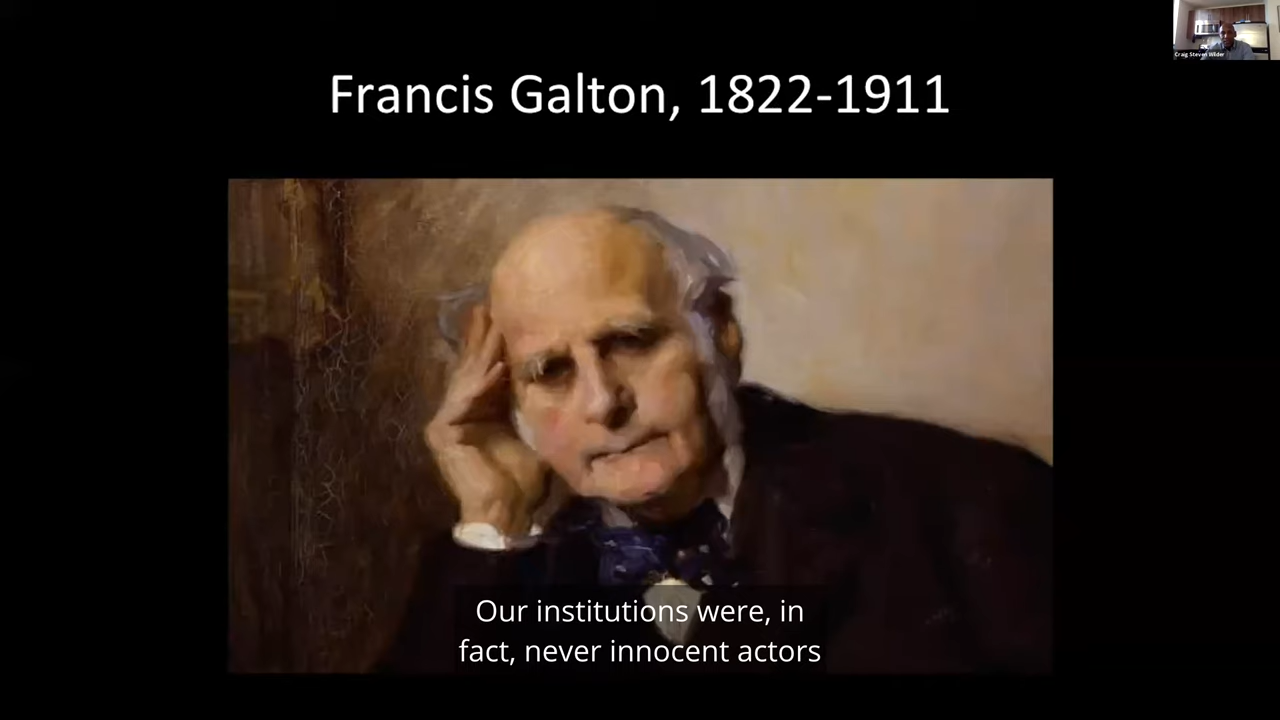 Craig Steven Wilder
Francis Galton, 1822-1911
Our institutions were, in
fact, never innocent actors